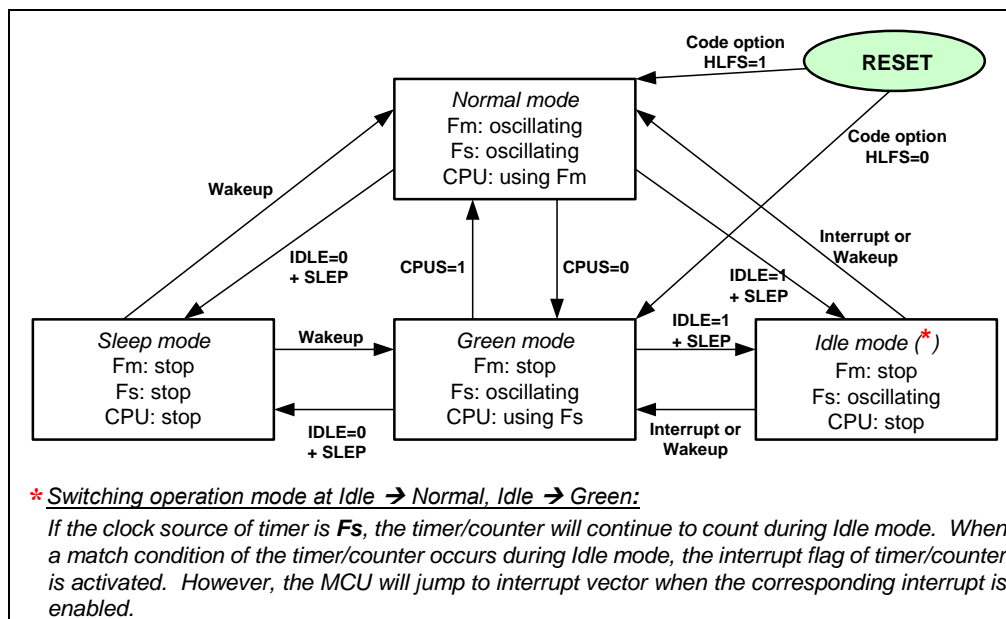 Code option
HLFS=1
RESET
Normal mode
Fm: oscillating
Fs: oscillating
CPU: using Fm
Code option
HLFS=0
Wakeup
IDLE=0
+ SLEP
CPUS=1
CPUS=0
IDLE=1
+ SLEP
Interrupt or
Wakeup
Sleep mode
Fm: stop
Fs: stop
CPU: stop
Wakeup
IDLE=0
+ SLEP
Green mode
Fm: stop
Fs: oscillating
CPU: using Fs
IDLE=1
+ SLEP
Interrupt or
Wakeup
Idle mode (*)
Fm: stop
Fs: oscillating
CPU: stop
* Switching operation mode at Idle → Normal, Idle → Green:
If the clock source of timer is Fs, the timer/counter will continue to count during Idle mode. When
a match condition of the timer/counter occurs during Idle mode, the interrupt flag of timer/counter
is activated. However, the MCU will jump to interrupt vector when the corresponding interrupt is
enabled.